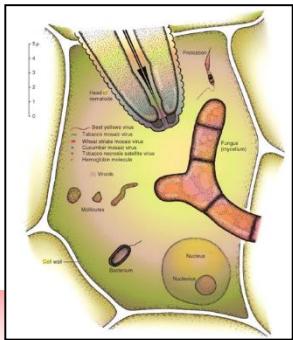 5 µ
4
3
2
1
0
Protozoan
Head of
nematode
Beet yellows virus
Tobacco mosaic virus
Wheat striate mosaic virus
Cucumber mosaic virus
Tobacco necrosis satellite virus
Hemoglobin molecule
Viroids
Mollicutes
Fungus
(mycelium)
Nucleus
Nucleolus
Bacterium
Cell wall